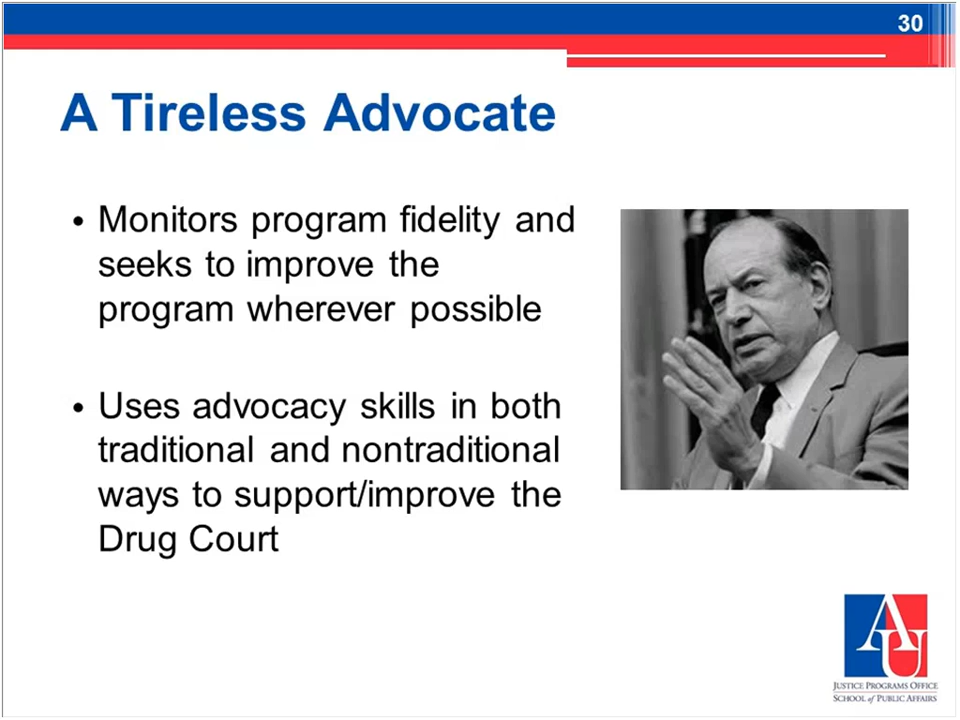 30
A Tireless Advocate
• Monitors program fidelity and
seeks to improve the
program wherever possible
• Uses advocacy skills in both
traditional and nontraditional
ways to support/improve the
Drug Court
AU
JUSTICE PROGRAMS OFFICE
SCHOOL of PUBLIC AFFAIRS